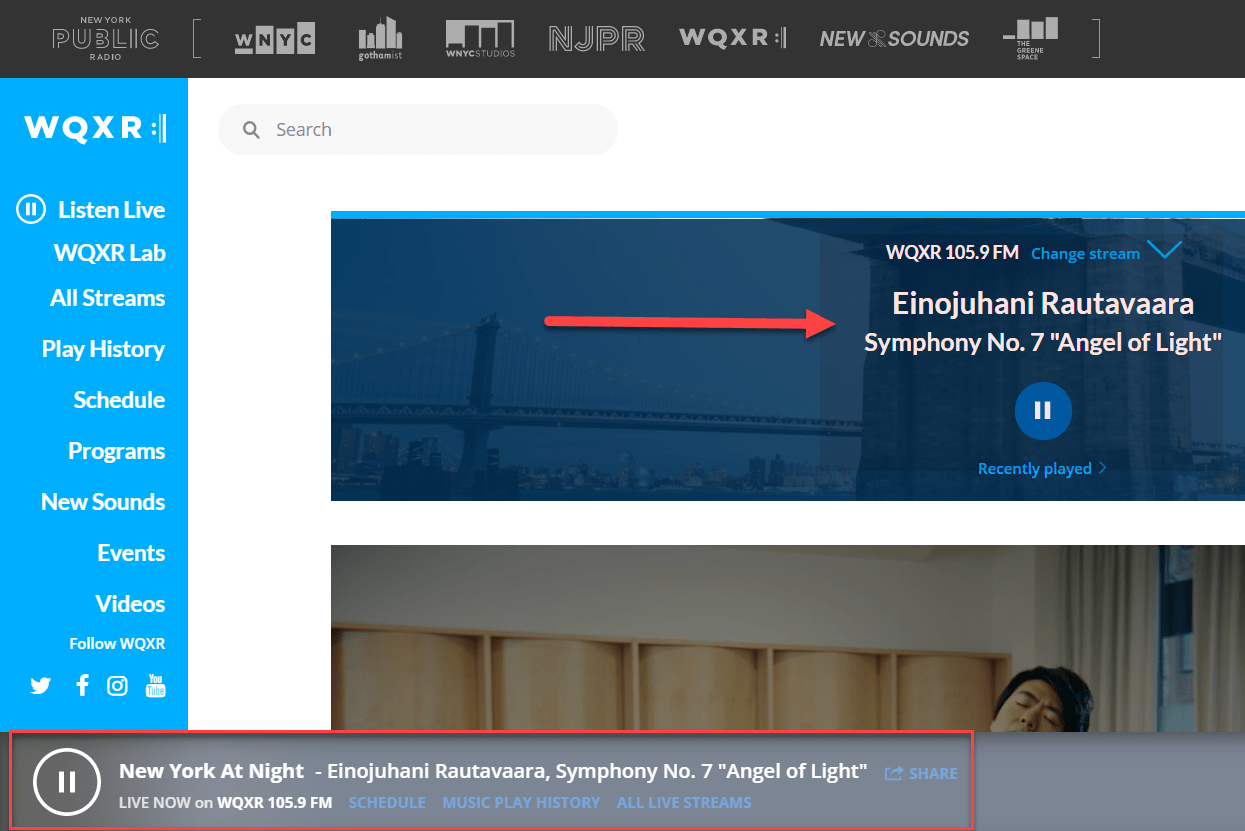 NEW YORK
PUBLIC
RADIO
WNYC
gothamist
WNYCSTUDIOS
NJPR
WQXR
NEW SOUNDS
THE
GREENE
SPACE
WQXR
Search
Listen Live
WQXR Lab
All Streams
Play History
Schedule
Programs
New Sounds
Events
Videos
Follow WQXR
You
Tube
WQXR 105.9 FM Change stream
Einojuhani Rautavaara
Symphony No. 7 "Angel of Light"
Recently played
New York At Night - Einojuhani Rautavaara, Symphony No. 7 "Angel of Light" SHARE
LIVE NOW on WQXR 105.9 FM SCHEDULE MUSIC PLAY HISTORY ALL LIVE STREAMS